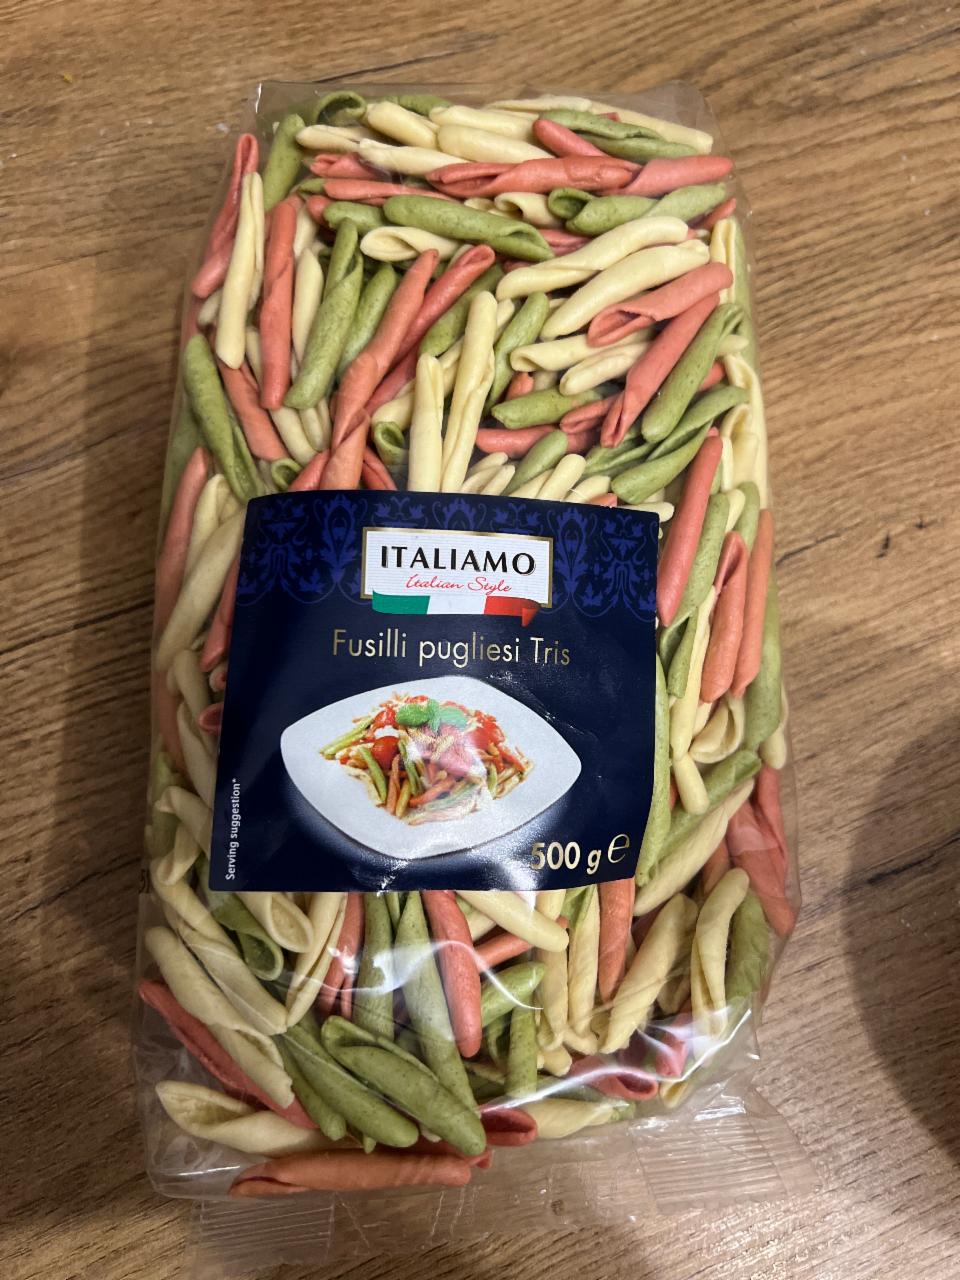 ITALIAMO
Italian Style
Fusilli pugliesi Tris
Serving suggestion*
500 g ℮